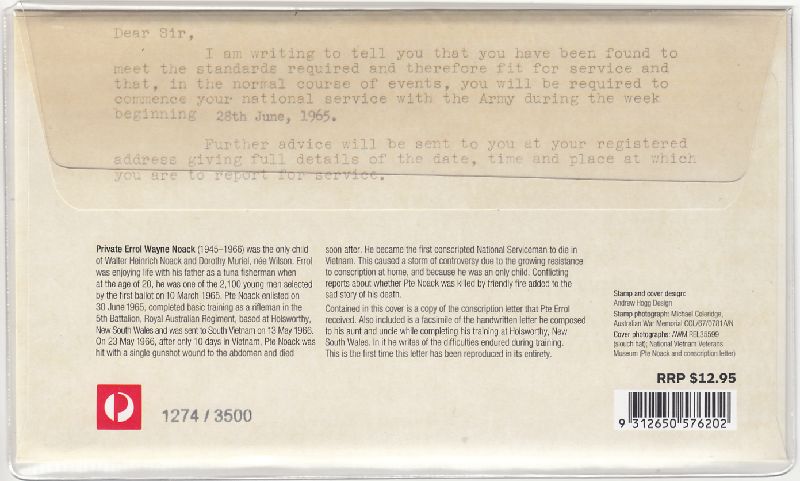 Dear Sir,
I am writing to tell you that you have been found to
meet the standards required and therefore fit for service and
that, in the normal course of events, you will be required to
commence your national service with the Army during the week
beginning 28th June, 1965.
Further advice will be sent to you at your registered
address giving full details of the date, time and place at which
you are to report for service.
Private Errol Wayne Noack (1945–1966) was the only child
of Walter Heinrich Noack and Dorothy Muriel, née Wilson. Errol
was enjoying life with his father as a tuna fisherman when
at the age of 20, he was one of the 2,100 young men selected
by the first ballot on 10 March 1965. Pte Noack enlisted on
30 June 1965, completed basic training as a rifleman in the
5th Battalion, Royal Australian Regiment, based at Holsworthy,
New South Wales and was sent to South Vietnam on 13 May 1966.
On 23 May 1966, after only 10 days in Vietnam, Pte Noack was
hit with a single gunshot wound to the abdomen and died
soon after. He became the first conscripted National Serviceman to die in
Vietnam. This caused a storm of controversy due to the growing resistance
to conscription at home, and because he was an only child. Conflicting
reports about whether Pte Noack was killed by friendly fire added to the
sad story of his death.
Contained in this cover is a copy of the conscription letter that Pte Errol
received. Also included is a facsimile of the handwritten letter he composed
to his aunt and uncle while completing his training at Holsworthy, New
South Wales. In it he writes of the difficulties endured during training.
This is the first time this letter has been reproduced in its entirety.
Stamp and cover design:
Andrew Hogg Design
Stamp photograph: Michael Coleridge,
Australian War Memorial
Cover photographs: AWM
(slouch hat); National Vietnam Veterans
Museum (Pte Noack and conscription letter)
RRP $12.95
1274 / 3500
9 312650 576202